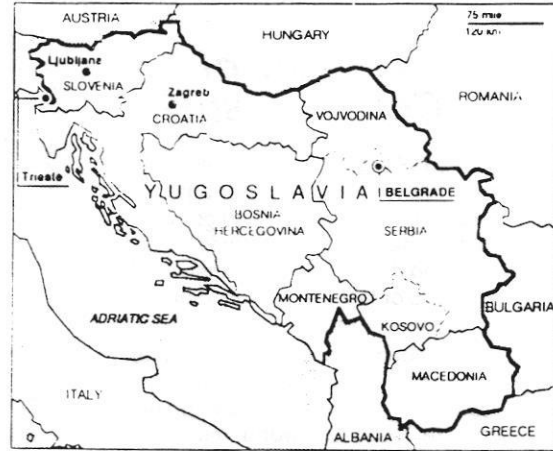 AUSTRIA
75 mile
120 km
HUNGARY
Ljubljana
SLOVENIA
Zagreb
CROATIA
VOJVODINA
ROMANIA
Trieste
YUGOSLAVIA
BELGRADE
BOSNIA
HERCEGOVINA
SERBIA
MONTENEGRO
BULGARIA
ADRIATIC SEA
KOSOVO
MACEDONIA
ITALY
ALBANIA
GREECE